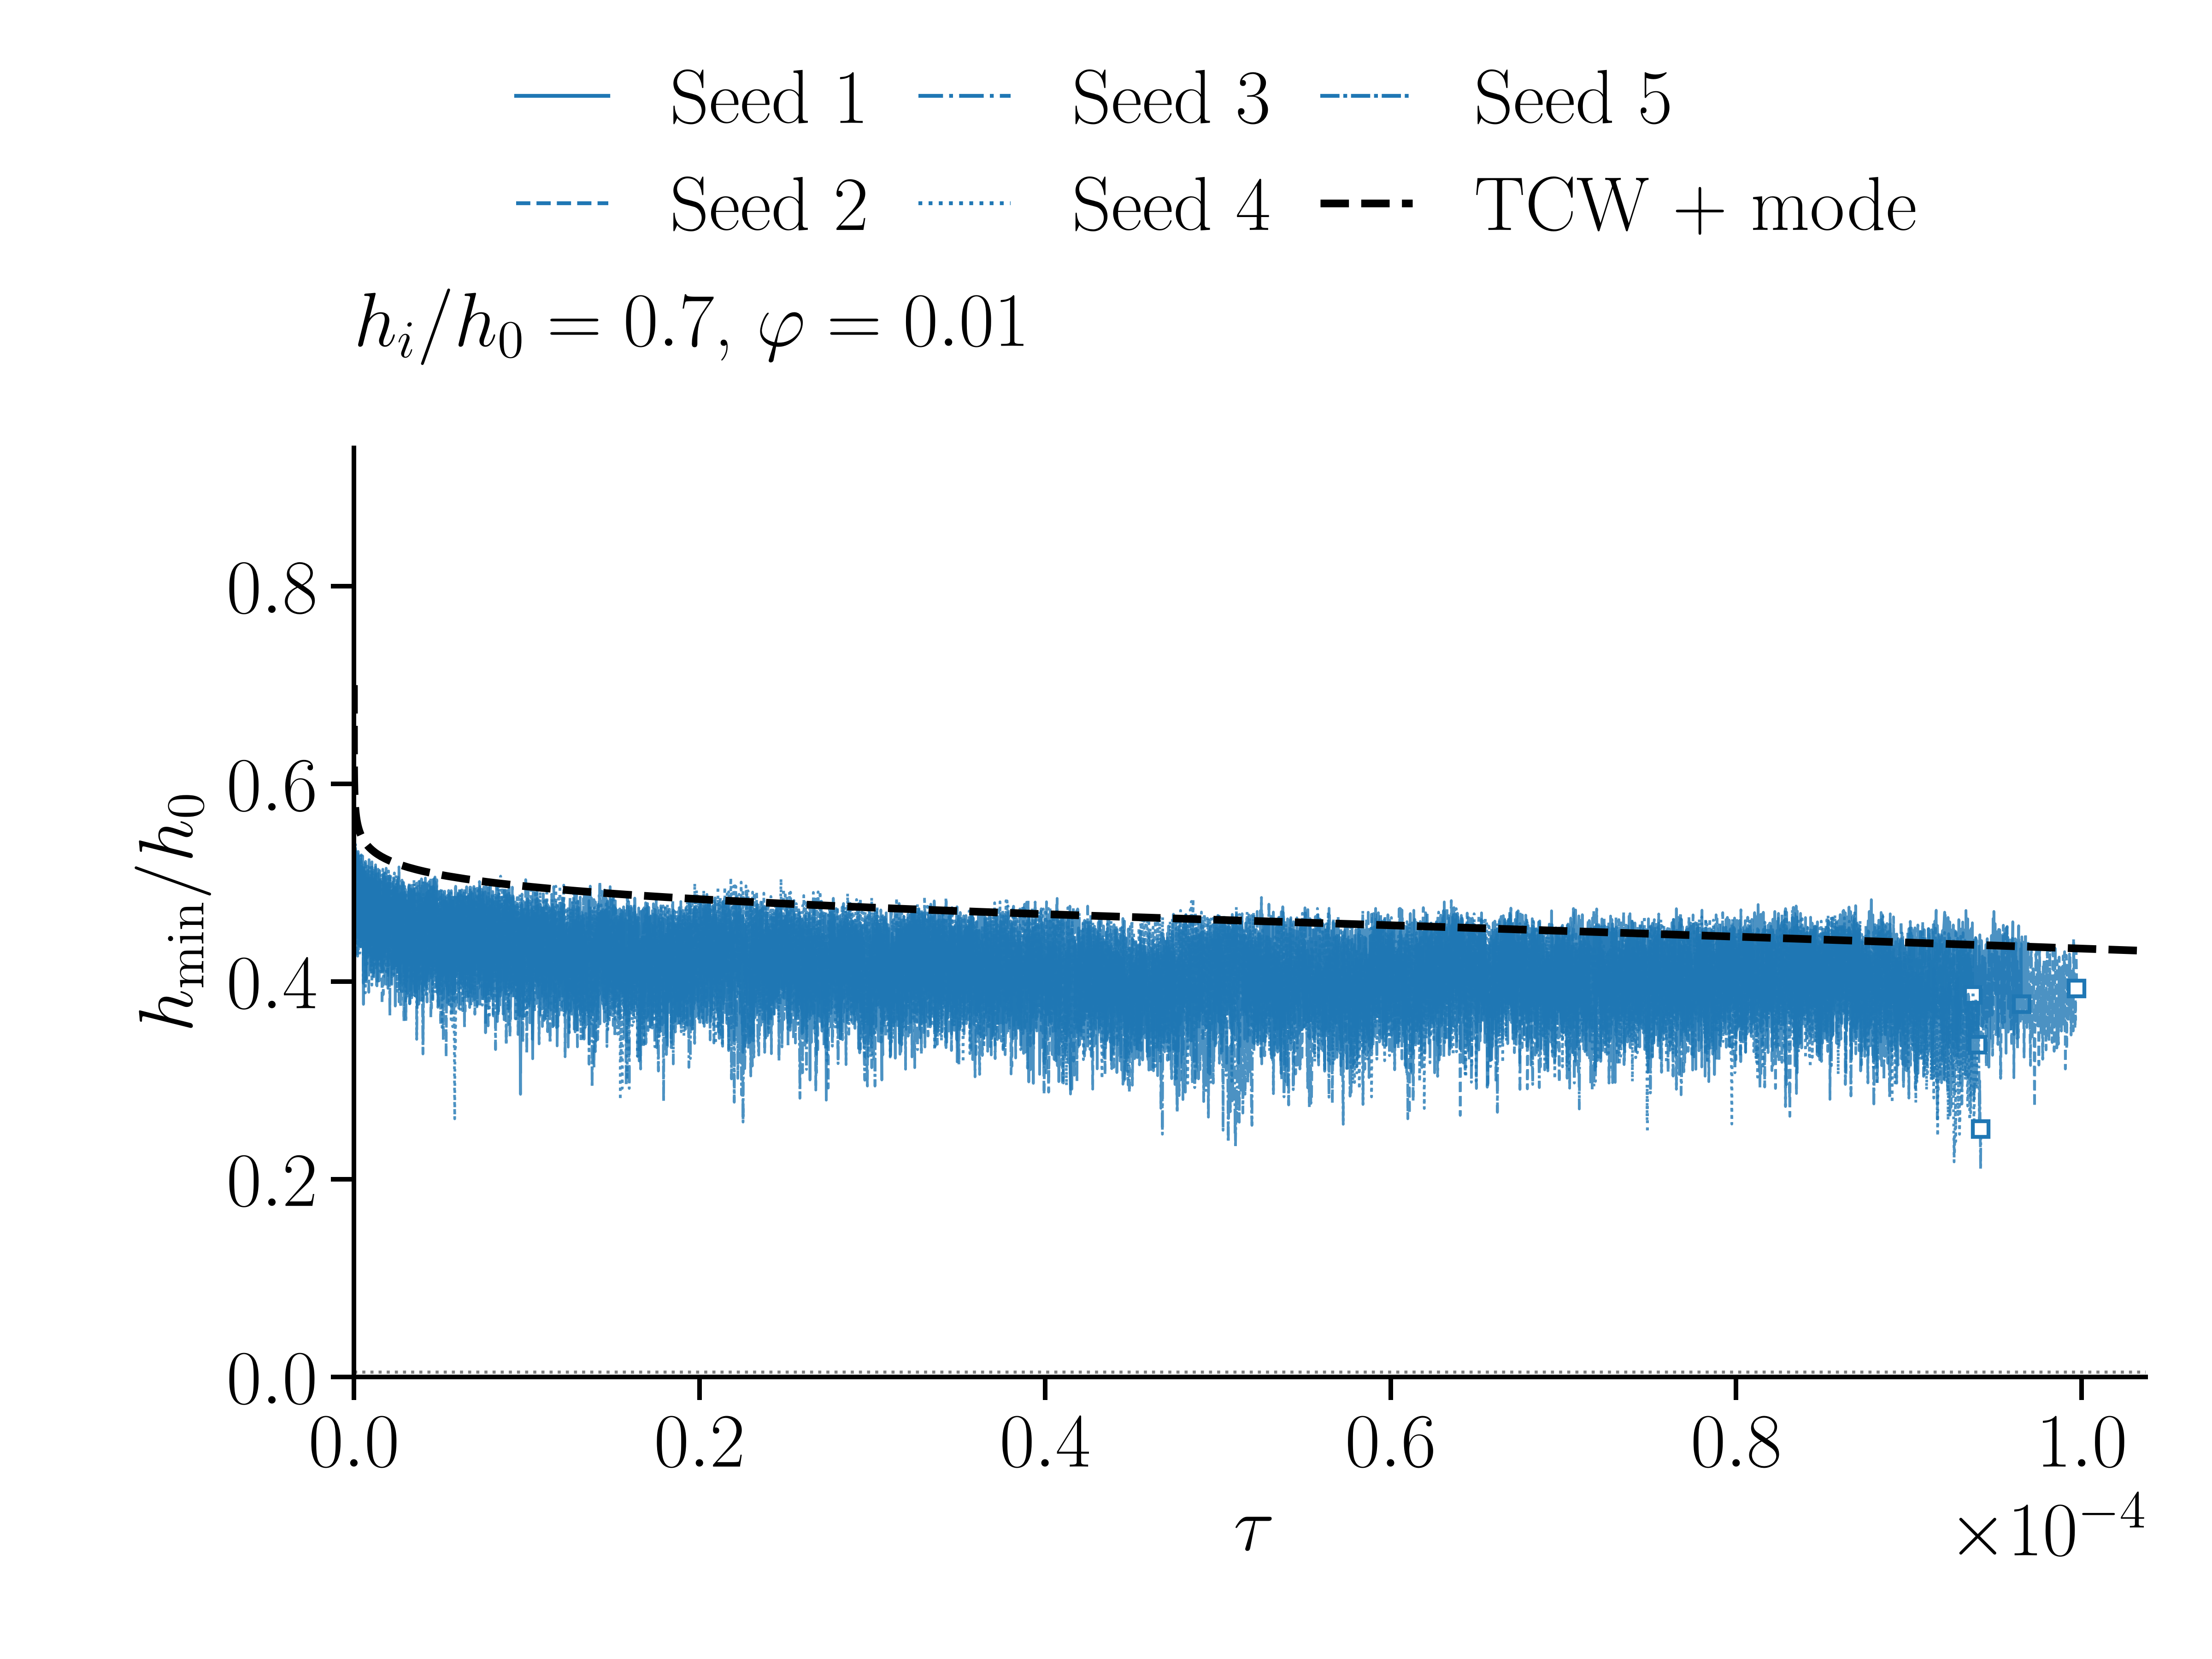 Seed 1 Seed 3 Seed 5
Seed 2 Seed 4 TCW + mode
h_i/h_0 = 0.7, φ = 0.01
h_min/h_0
0.8
0.6
0.4
0.2
0.0
0.0 0.2 0.4 0.6 0.8 1.0
τ
×10⁻⁴